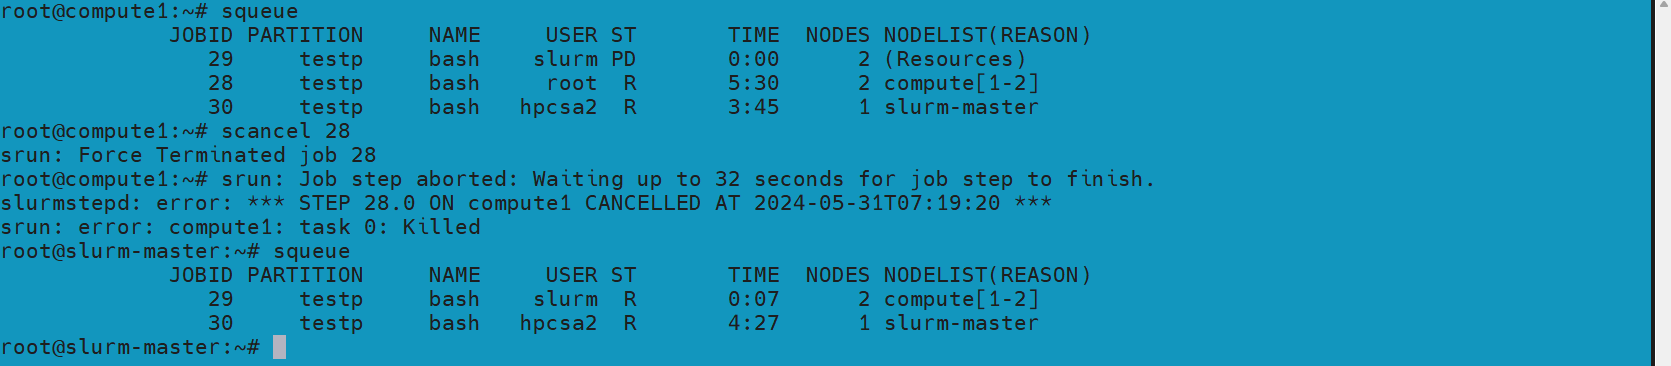 root@compute1:~# squeue
             JOBID PARTITION     NAME     USER ST       TIME  NODES NODELIST(REASON)
                29     testp     bash    slurm PD       0:00      2 (Resources)
                28     testp     bash     root  R       5:30      2 compute[1-2]
                30     testp     bash   hpcsa2  R       3:45      1 slurm-master
root@compute1:~# scancel 28
srun: Force Terminated job 28
root@compute1:~# srun: Job step aborted: Waiting up to 32 seconds for job step to finish.
slurmstepd: error: *** STEP 28.0 ON compute1 CANCELLED AT 2024-05-31T07:19:20 ***
srun: error: compute1: task 0: Killed
root@slurm-master:~# squeue
             JOBID PARTITION     NAME     USER ST       TIME  NODES NODELIST(REASON)
                29     testp     bash    slurm  R       0:07      2 compute[1-2]
                30     testp     bash   hpcsa2  R       4:27      1 slurm-master
root@slurm-master:~#